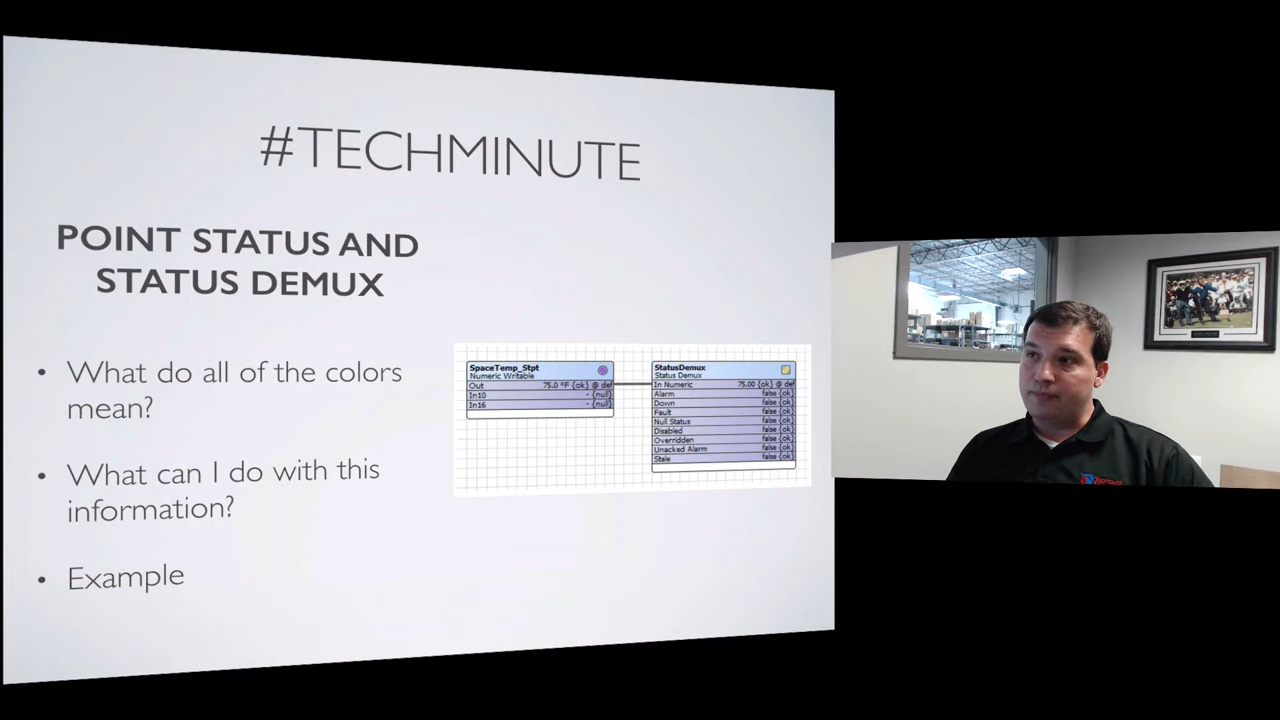 #TECHMINUTE
POINT STATUS AND
STATUS DEMUX
• What do all of the colors
mean?
• What can I do with this
information?
• Example
SpaceTemp_Stpt
Numeric Writable
Out 75.0 °F {ok} @ def
In10 - {null}
In16 - {null}
StatusDemux
Status Demux
In Numeric 75.00 {ok} @ def
Alarm false {ok}
Down false {ok}
Fault false {ok}
Null Status false {ok}
Disabled false {ok}
Overridden false {ok}
Unacked Alarm false {ok}
Stale false {ok}